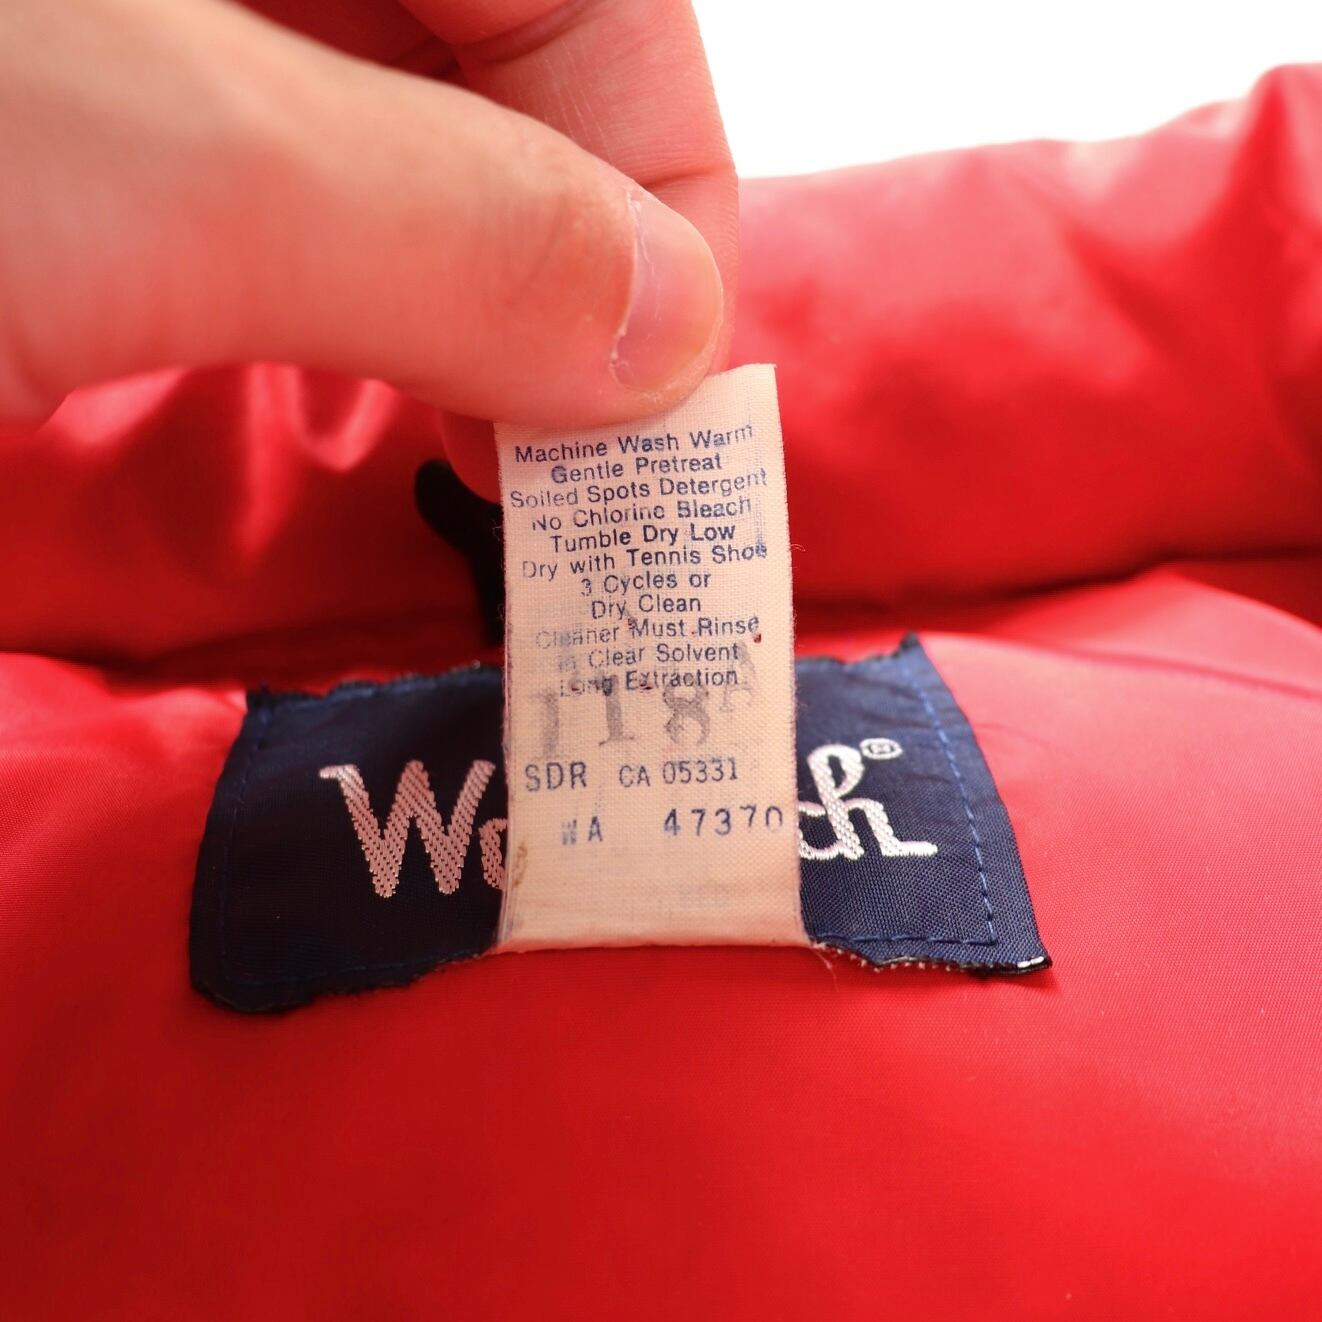 Machine Wash Warm
Gentle Pretreat
Soiled Spots Detergent
No Chlorine Bleach
Tumble Dry Low
Dry with Tennis Shoe
3 Cycles or
Dry Clean
Cleaner Must Rinse
in Clear Solvent
Long Extraction
118
SDR CA 05331
WA 47370